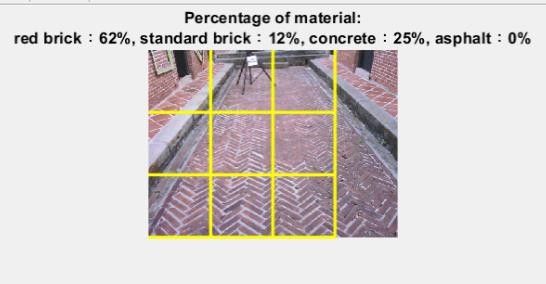 Percentage of material:
red brick：62%, standard brick：12%, concrete：25%, asphalt：0%